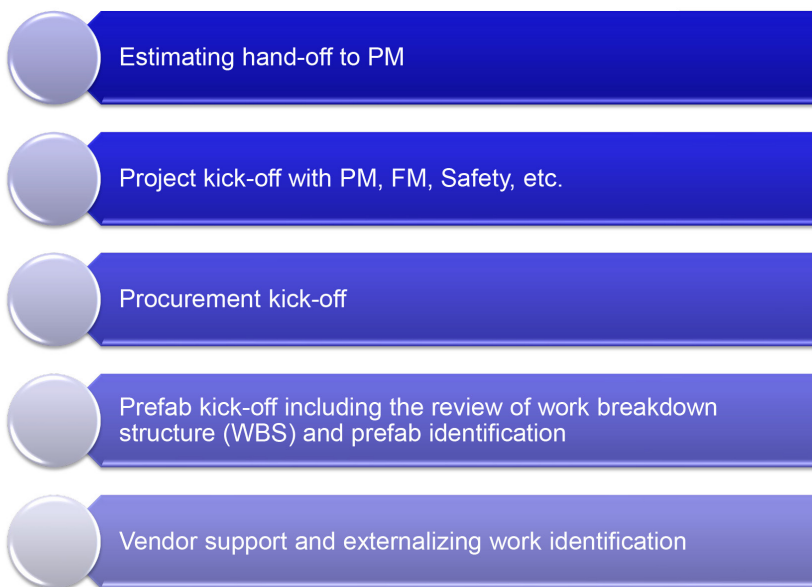 Estimating hand-off to PM
Project kick-off with PM, FM, Safety, etc.
Procurement kick-off
Prefab kick-off including the review of work breakdown
structure (WBS) and prefab identification
Vendor support and externalizing work identification